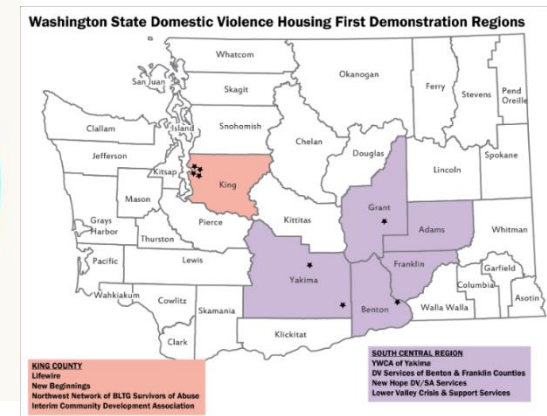 Washington State Domestic Violence Housing First Demonstration Regions
Whatcom
San Juan
Skagit
Okanogan
Ferry
Stevens
Pend
Oreille
Clallam
Island
Snohomish
Chelan
Douglas
Jefferson
Kitsap
King
Lincoln
Spokane
Mason
Grays
Harbor
Pierce
Kittitas
Grant
Adams
Whitman
Thurston
Pacific
Lewis
Yakima
Franklin
Garfield
Columbia
Asotin
Wahkiakum
Cowlitz
Skamania
Benton
Walla Walla
Klickitat
Clark
KING COUNTY
Lifewire
New Beginnings
Northwest Network of BLTG Survivors of Abuse
Interim Community Development Association
SOUTH CENTRAL REGION
YWCA of Yakima
DV Services of Benton & Franklin Counties
New Hope DV/SA Services
Lower Valley Crisis & Support Services